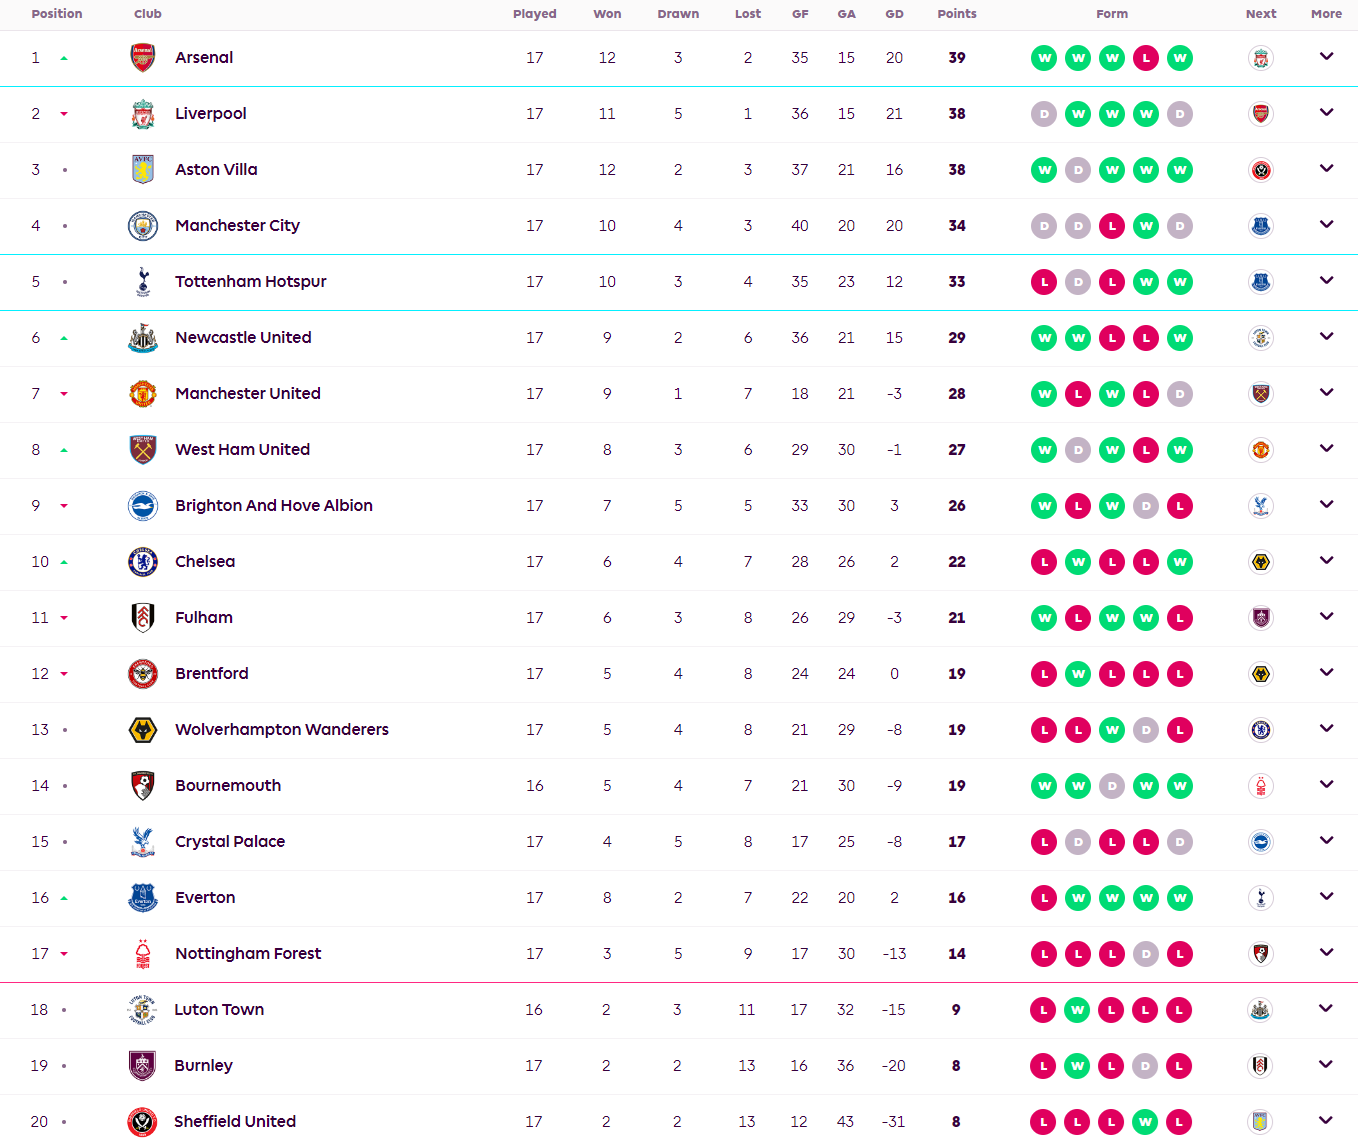 Position Club Played Won Drawn Lost GF GA GD Points Form Next More
1 Arsenal 17 12 3 2 35 15 20 39 W W W L W
2 Liverpool 17 11 5 1 36 15 21 38 D W W W D
3 Aston Villa 17 12 2 3 37 21 16 38 W D W W W
4 Manchester City 17 10 4 3 40 20 20 34 D D L W D
5 Tottenham Hotspur 17 10 3 4 35 23 12 33 L D L W W
6 Newcastle United 17 9 2 6 36 21 15 29 W W L L W
7 Manchester United 17 9 1 7 18 21 -3 28 W L W L D
8 West Ham United 17 8 3 6 29 30 -1 27 W D W L W
9 Brighton And Hove Albion 17 7 5 5 33 30 3 26 W L W D L
10 Chelsea 17 6 4 7 28 26 2 22 L W L L W
11 Fulham 17 6 3 8 26 29 -3 21 W L W W L
12 Brentford 17 5 4 8 24 24 0 19 L W L L L
13 Wolverhampton Wanderers 17 5 4 8 21 29 -8 19 L L W D L
14 Bournemouth 16 5 4 7 21 30 -9 19 W W D W W
15 Crystal Palace 17 4 5 8 17 25 -8 17 L D L L D
16 Everton 17 8 2 7 22 20 2 16 L W W W W
17 Nottingham Forest 17 3 5 9 17 30 -13 14 L L L D L
18 Luton Town 16 2 3 11 17 32 -15 9 L W L L L
19 Burnley 17 2 2 13 16 36 -20 8 L W L D L
20 Sheffield United 17 2 2 13 12 43 -31 8 L L L W L